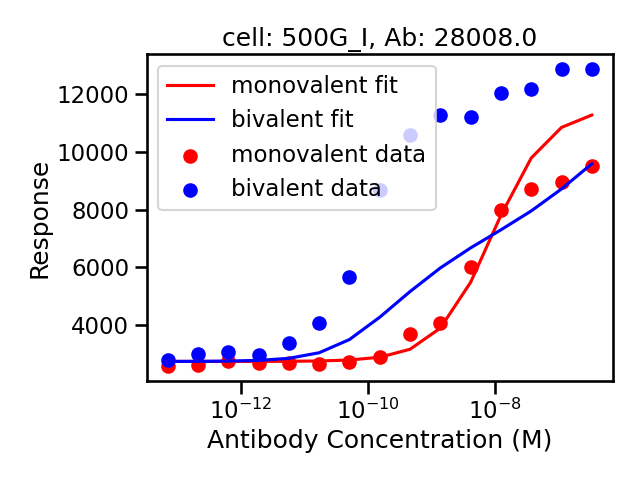 cell: 500G_I, Ab: 28008.0
monovalent fit
bivalent fit
monovalent data
bivalent data
Response
12000
10000
8000
6000
4000
10⁻¹² 10⁻¹⁰ 10⁻⁸
Antibody Concentration (M)